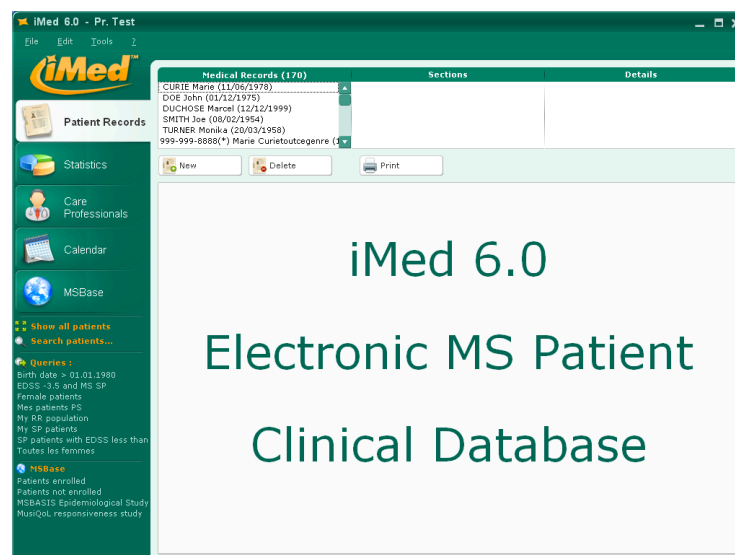 iMed 6.0 - Pr. Test
File Edit Tools ?
iMed™
Medical Records (170) Sections Details
CURIE Marie (11/06/1978)
DOE John (01/12/1975)
DUCHOSE Marcel (12/12/1999)
SMITH Joe (08/02/1954)
TURNER Monika (20/03/1958)
999-999-8888(*) Marie Curietoutcegenre (1
New Delete Print
Patient Records
Statistics
Care
Professionals
Calendar
MSBase
Show all patients
Search patients...
Queries :
Birth date > 01.01.1980
EDSS -3.5 and MS SP
Female patients
Mes patients PS
My RR population
My SP patients
SP patients with EDSS less than
Toutes les femmes
MSBase
Patients enrolled
Patients not enrolled
MSBASIS Epidemiological Study
MusiQoL responsiveness study
iMed 6.0
Electronic MS Patient
Clinical Database